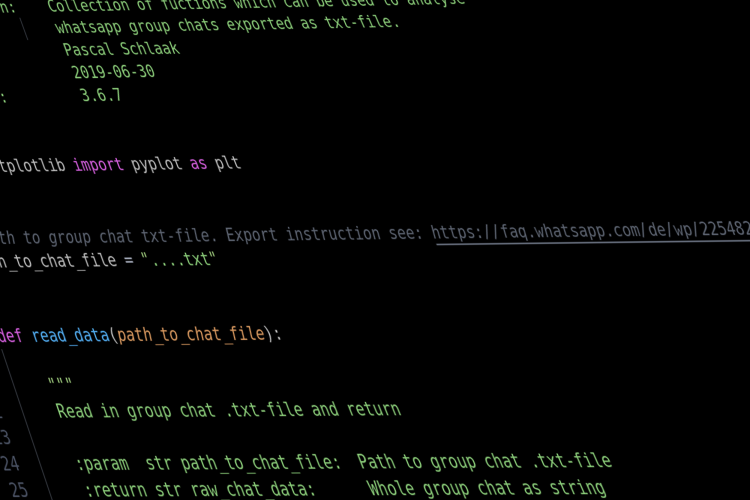 n: Collection of fuctions which can be used to analyse
whatsapp group chats exported as txt-file.
Pascal Schlaak
2019-06-30
: 3.6.7
tplotlib import pyplot as plt
th to group chat txt-file. Export instruction see: https://faq.whatsapp.com/de/wp/225482
n_to_chat_file = "....txt"
def read_data(path_to_chat_file):
"""
Read in group chat .txt-file and return
23
24 :param str path_to_chat_file: Path to group chat .txt-file
25 :return str raw_chat_data: Whole group chat as string